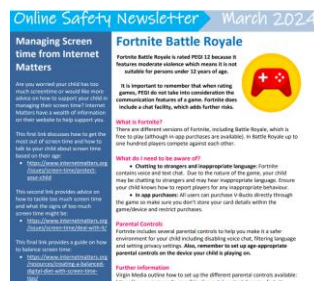 Online Safety Newsletter
March 2024
Managing Screen
time from Internet
Matters
Are you worried your child has too
much screentime or would like more
advice on how to support your child in
managing their screen time? Internet
Matters have a wealth of information
on their website to help support you.
This first link discusses how to get the
most out of screen time and how to
talk to your child about screen time
based on their age:
• https://www.internetmatters.org
/issues/screen-time/protect-
your-child
This second link provides advice on
how to tackle too much screen time
and what the signs of too much
screen time might be:
• https://www.internetmatters.org
/issues/screen-time/deal-with-it/
This final link provides a guide on how
to balance screen time:
• https://www.internetmatters.org
/resources/creating-a-balanced-
digital-diet-with-screen-time-
tips/
Fortnite Battle Royale
Fortnite Battle Royale is rated PEGI 12 because it
features moderate violence which means it is not
suitable for persons under 12 years of age.
It is important to remember that when rating
games, PEGI do not take into consideration the
communication features of a game. Fortnite does
include a chat facility, which adds further risks.
What is Fortnite?
There are different versions of Fortnite, including Battle Royale, which is
free to play (although in-app purchases are available). In Battle Royale up to
one hundred players compete against each other.
What do I need to be aware of?
• Chatting to strangers and inappropriate language: Fortnite
contains voice and text chat. Due to the nature of the game, your child
may be chatting to strangers and may hear inappropriate language. Ensure
your child knows how to report players for any inappropriate behaviour.
• In app purchases: All users can purchase V-Bucks directly through
the game so make sure you don't store your card details within the
game/device and restrict purchases.
Parental Controls
Fortnite includes several parental controls to help you make it a safer
environment for your child including disabling voice chat, filtering language
and setting privacy settings. Also, remember to set up age-appropriate
parental controls on the device your child is playing on.
Further information
Virgin Media outline how to set up the different parental controls available: